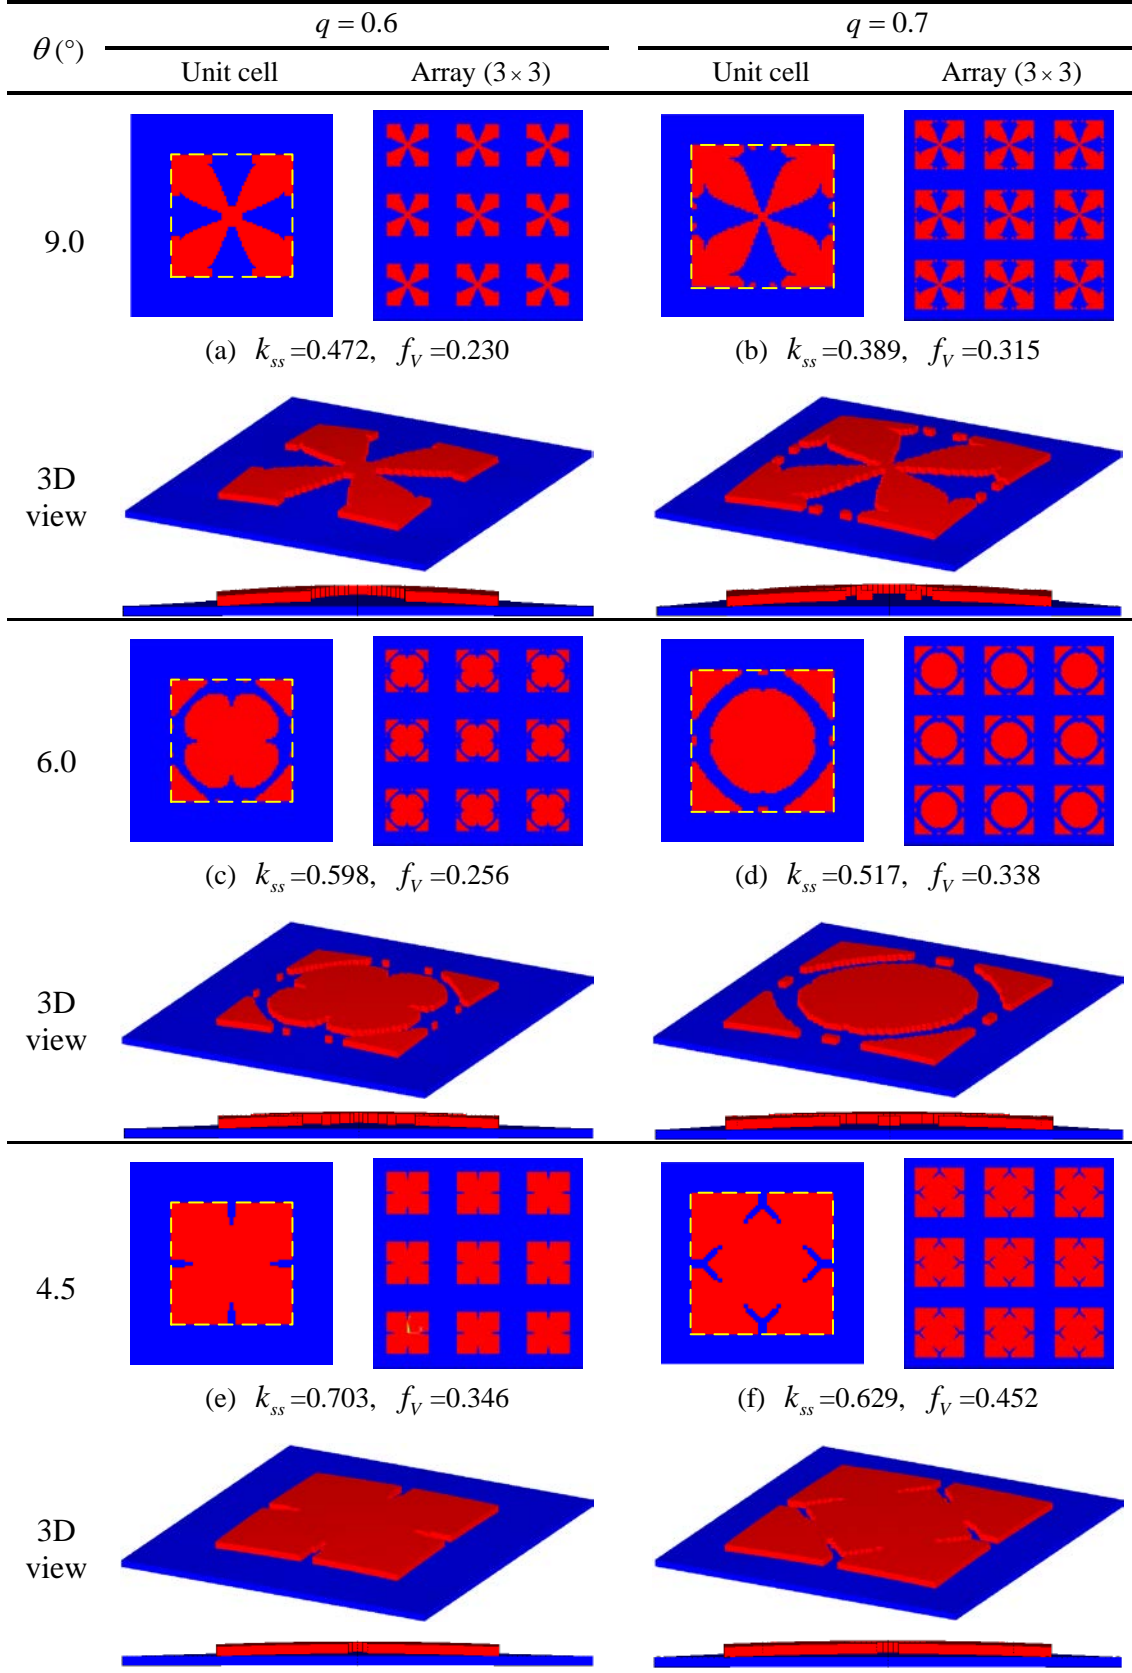 θ (°) q = 0.6 q = 0.7
Unit cell Array (3 × 3) Unit cell Array (3 × 3)
9.0
(a) k_ss =0.472, f_V =0.230 (b) k_ss =0.389, f_V =0.315
3D
view
6.0
(c) k_ss =0.598, f_V =0.256 (d) k_ss =0.517, f_V =0.338
3D
view
4.5
(e) k_ss =0.703, f_V =0.346 (f) k_ss =0.629, f_V =0.452
3D
view